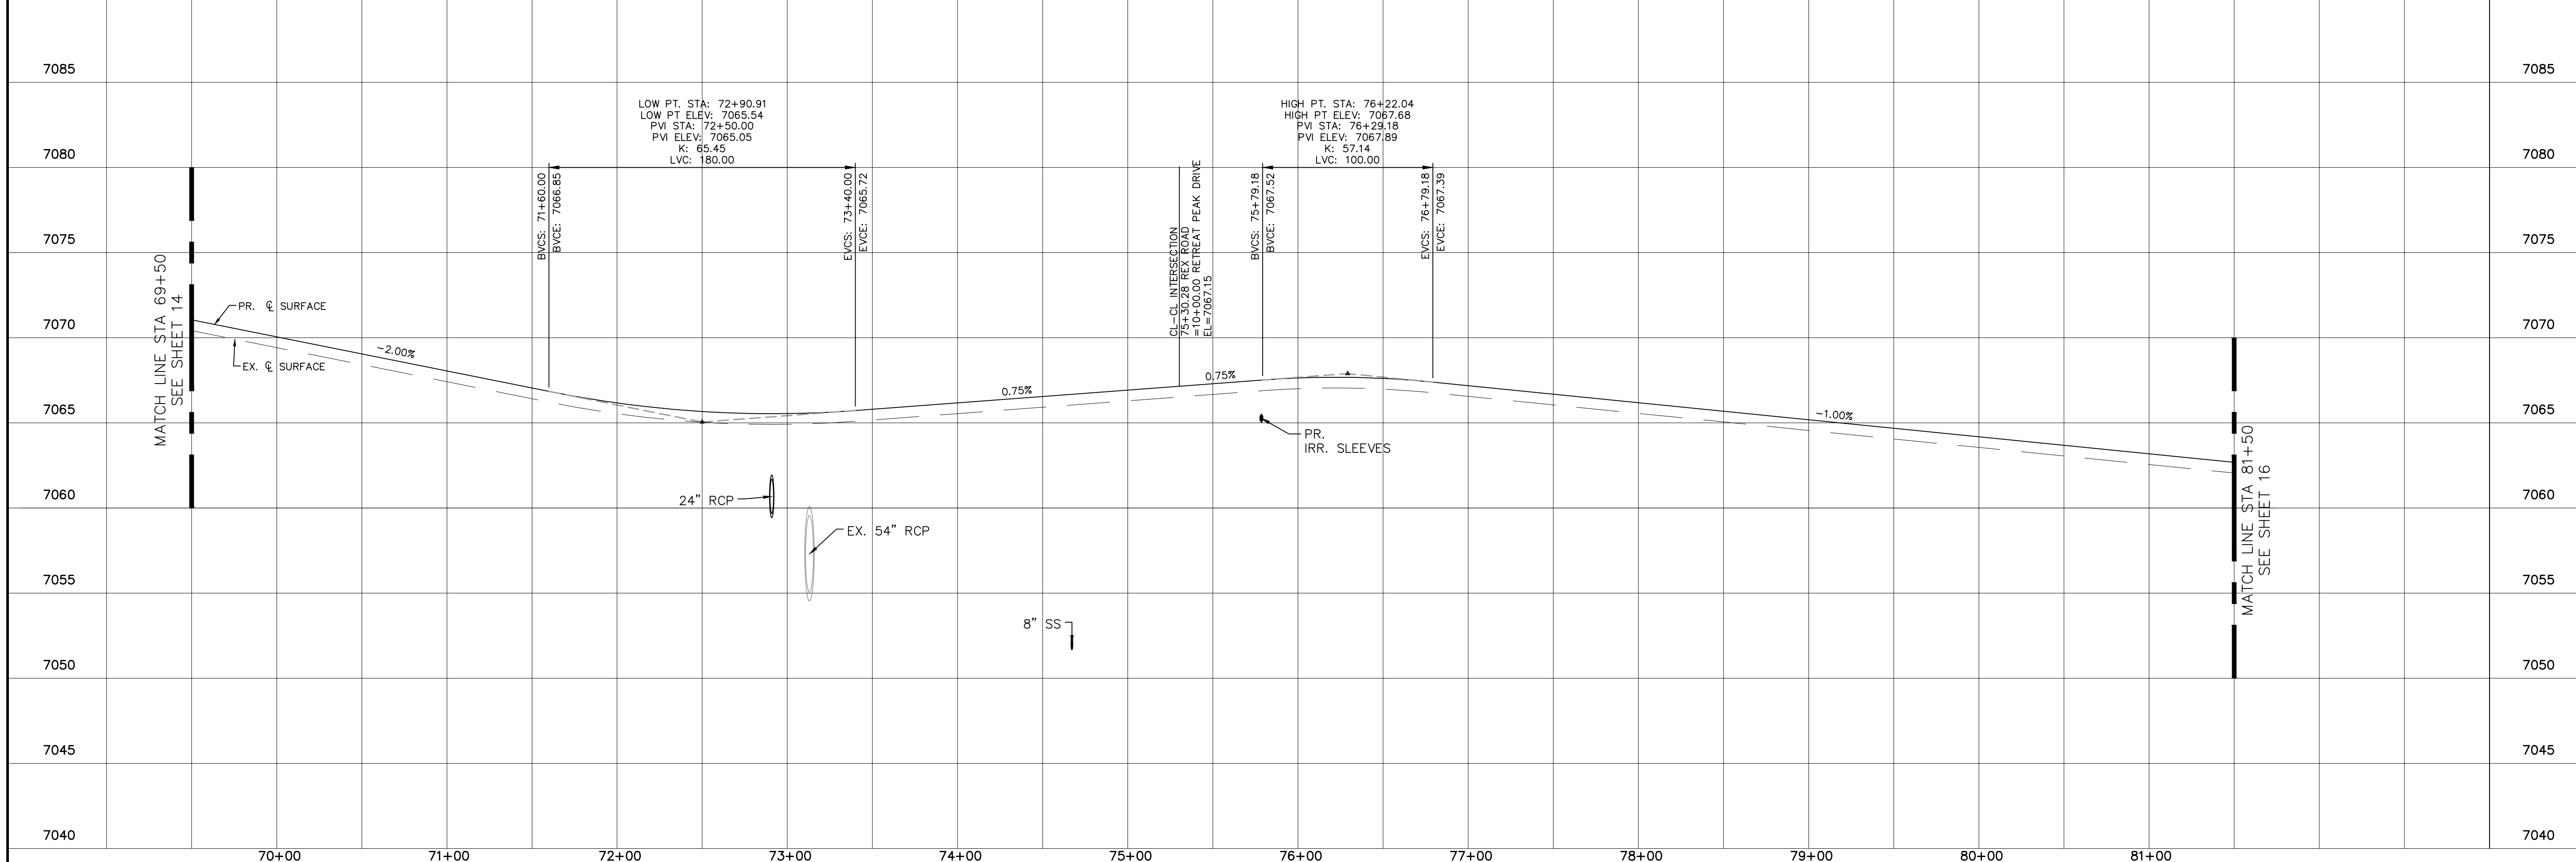 7085
7080
7075
7070
7065
7060
7055
7050
7045
7040
MATCH LINE STA 69+50
SEE SHEET 14
PR. ℄ SURFACE
EX. ℄ SURFACE
-2.00%
LOW PT. STA: 72+90.91
LOW PT ELEV: 7065.54
PVI STA: 72+50.00
PVI ELEV: 7065.05
K: 65.45
LVC: 180.00
BVCS: 71+60.00
BVCE: 7066.85
EVCS: 73+40.00
EVCE: 7065.72
24" RCP
EX. 54" RCP
8" SS
0.75%
CL-CL INTERSECTION
75+30.28 REX ROAD
=10+00.00 RETREAT PEAK DRIVE
EL=7067.15
0.75%
HIGH PT. STA: 76+22.04
HIGH PT ELEV: 7067.68
PVI STA: 76+29.18
PVI ELEV: 7067.89
K: 57.14
LVC: 100.00
BVCS: 75+79.18
BVCE: 7067.52
EVCS: 76+79.18
EVCE: 7067.39
PR.
IRR. SLEEVES
-1.00%
MATCH LINE STA 81+50
SEE SHEET 16
7085
7080
7075
7070
7065
7060
7055
7050
7045
7040
70+00
71+00
72+00
73+00
74+00
75+00
76+00
77+00
78+00
79+00
80+00
81+00